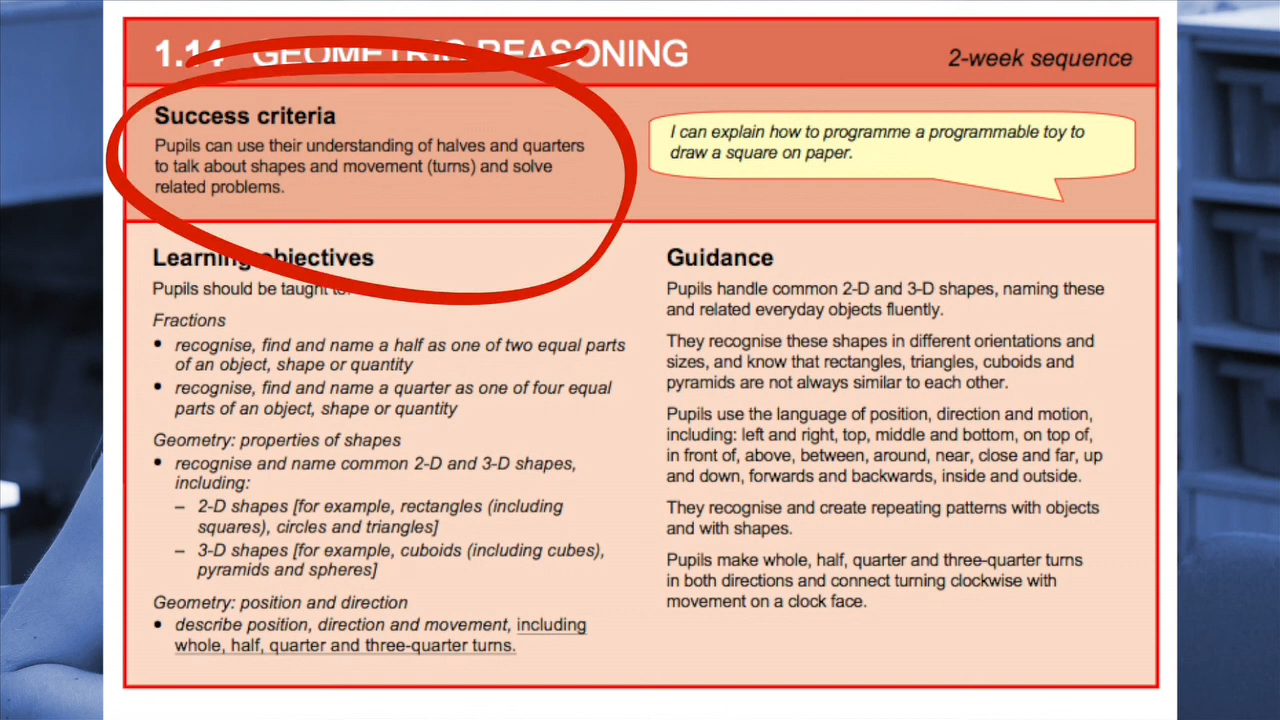 1.14 GEOMETRIC REASONING
2-week sequence
Success criteria
Pupils can use their understanding of halves and quarters
to talk about shapes and movement (turns) and solve
related problems.
I can explain how to programme a programmable toy to
draw a square on paper.
Learning objectives
Pupils should be taught to:
Fractions
• recognise, find and name a half as one of two equal parts
of an object, shape or quantity
• recognise, find and name a quarter as one of four equal
parts of an object, shape or quantity
Geometry: properties of shapes
• recognise and name common 2-D and 3-D shapes,
including:
– 2-D shapes [for example, rectangles (including
squares), circles and triangles]
– 3-D shapes [for example, cuboids (including cubes),
pyramids and spheres]
Geometry: position and direction
• describe position, direction and movement, including
whole, half, quarter and three-quarter turns.
Guidance
Pupils handle common 2-D and 3-D shapes, naming these
and related everyday objects fluently.
They recognise these shapes in different orientations and
sizes, and know that rectangles, triangles, cuboids and
pyramids are not always similar to each other.
Pupils use the language of position, direction and motion,
including: left and right, top, middle and bottom, on top of,
in front of, above, between, around, near, close and far, up
and down, forwards and backwards, inside and outside.
They recognise and create repeating patterns with objects
and with shapes.
Pupils make whole, half, quarter and three-quarter turns
in both directions and connect turning clockwise with
movement on a clock face.